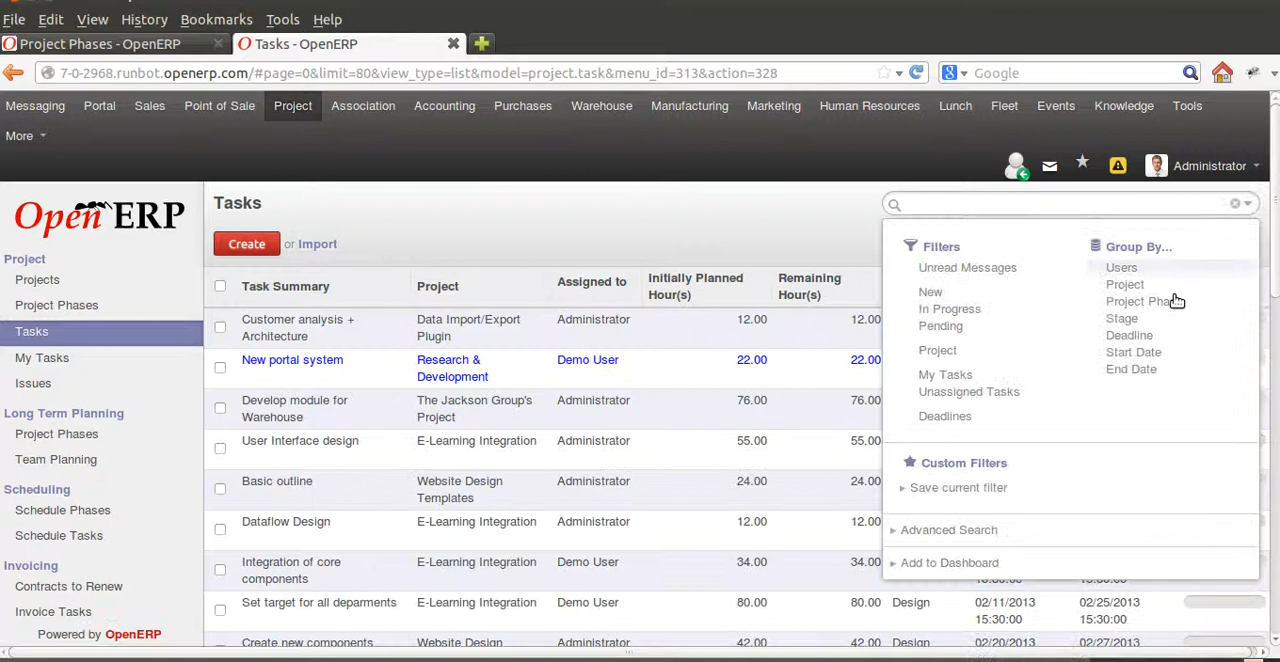 File Edit View History Bookmarks Tools Help
Project Phases - OpenERP
Tasks - OpenERP
7-0-2968.runbot.openerp.com/#page=0&limit=80&view_type=list&model=project.task&menu_id=313&action=328
Google
Messaging Portal Sales Point of Sale Project Association Accounting Purchases Warehouse Manufacturing Marketing Human Resources Lunch Fleet Events Knowledge Tools
More
Administrator
Open ERP
Project
Projects
Project Phases
Tasks
My Tasks
Issues
Long Term Planning
Project Phases
Team Planning
Scheduling
Schedule Phases
Schedule Tasks
Invoicing
Contracts to Renew
Invoice Tasks
Powered by OpenERP
Tasks
Create or Import
Task Summary Project Assigned to Initially Planned Hour(s) Remaining Hour(s)
Customer analysis + Architecture Data Import/Export Plugin Administrator 12.00 12.00
New portal system Research & Development Demo User 22.00 22.00
Develop module for Warehouse The Jackson Group's Project Administrator 76.00 76.00
User Interface design E-Learning Integration Administrator 55.00 55.00
Basic outline Website Design Templates Administrator 24.00 24.00
Dataflow Design E-Learning Integration Administrator 12.00 12.00
Integration of core components E-Learning Integration Demo User 34.00 34.00
15:30:00 15:30:00
Set target for all deparments E-Learning Integration Demo User 80.00 80.00 Design 02/11/2013 15:30:00 02/25/2013 15:30:00
Create new components Website Design Administrator 42.00 42.00 Design 02/20/2013 02/27/2013
Filters
Unread Messages
New
In Progress
Pending
Project
My Tasks
Unassigned Tasks
Deadlines
Group By...
Users
Project
Project
Stage
Deadline
Start Date
End Date
Custom Filters
Save current filter
Advanced Search
Add to Dashboard